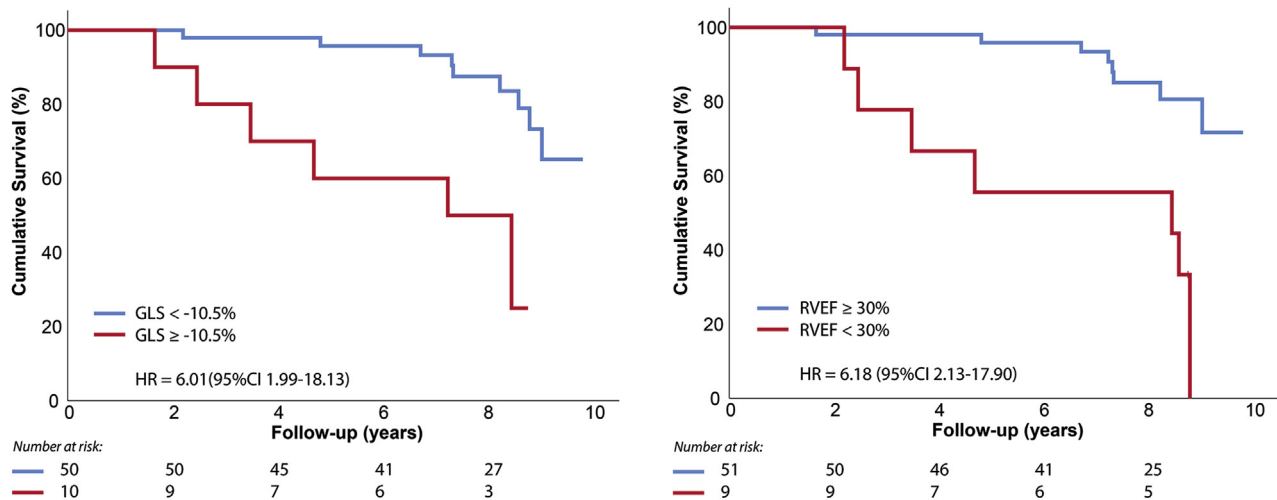 Cumulative Survival (%)
100
80
60
40
20
0
GLS < -10.5%
GLS ≥ -10.5%
HR = 6.01(95%CI 1.99-18.13)
0 2 4 6 8 10
Follow-up (years)
Number at risk:
50 50 45 41 27
10 9 7 6 3
Cumulative Survival (%)
100
80
60
40
20
0
RVEF ≥ 30%
RVEF < 30%
HR = 6.18 (95%CI 2.13-17.90)
0 2 4 6 8 10
Follow-up (years)
Number at risk:
51 50 46 41 25
9 9 7 6 5